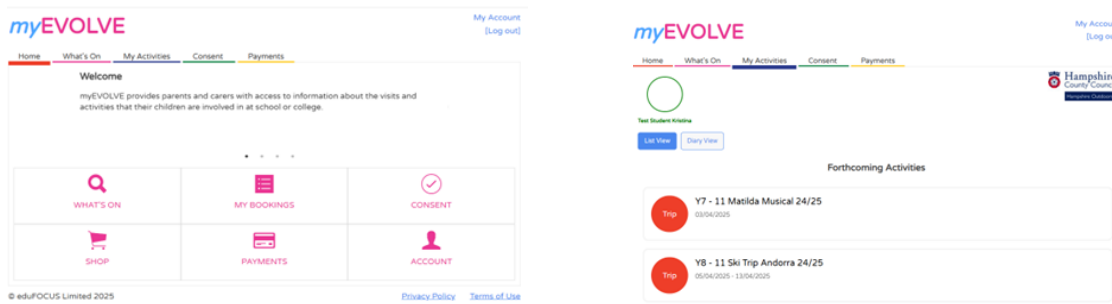 myEVOLVE
My Account
[Log out]
Home What's On My Activities Consent Payments
Welcome
myEVOLVE provides parents and carers with access to information about the visits and
activities that their children are involved in at school or college.
WHAT'S ON MY BOOKINGS CONSENT
SHOP PAYMENTS ACCOUNT
© eduFOCUS Limited 2025 Privacy Policy Terms of Use
myEVOLVE
My Accou
[Log ou
Home What's On My Activities Consent Payments
Hampshire
County Counc
Hampshire Outdoor
Test Student Kristina
List View Diary View
Forthcoming Activities
Trip
Y7 - 11 Matilda Musical 24/25
03/04/2025
Trip
Y8 - 11 Ski Trip Andorra 24/25
05/04/2025 - 13/04/2025